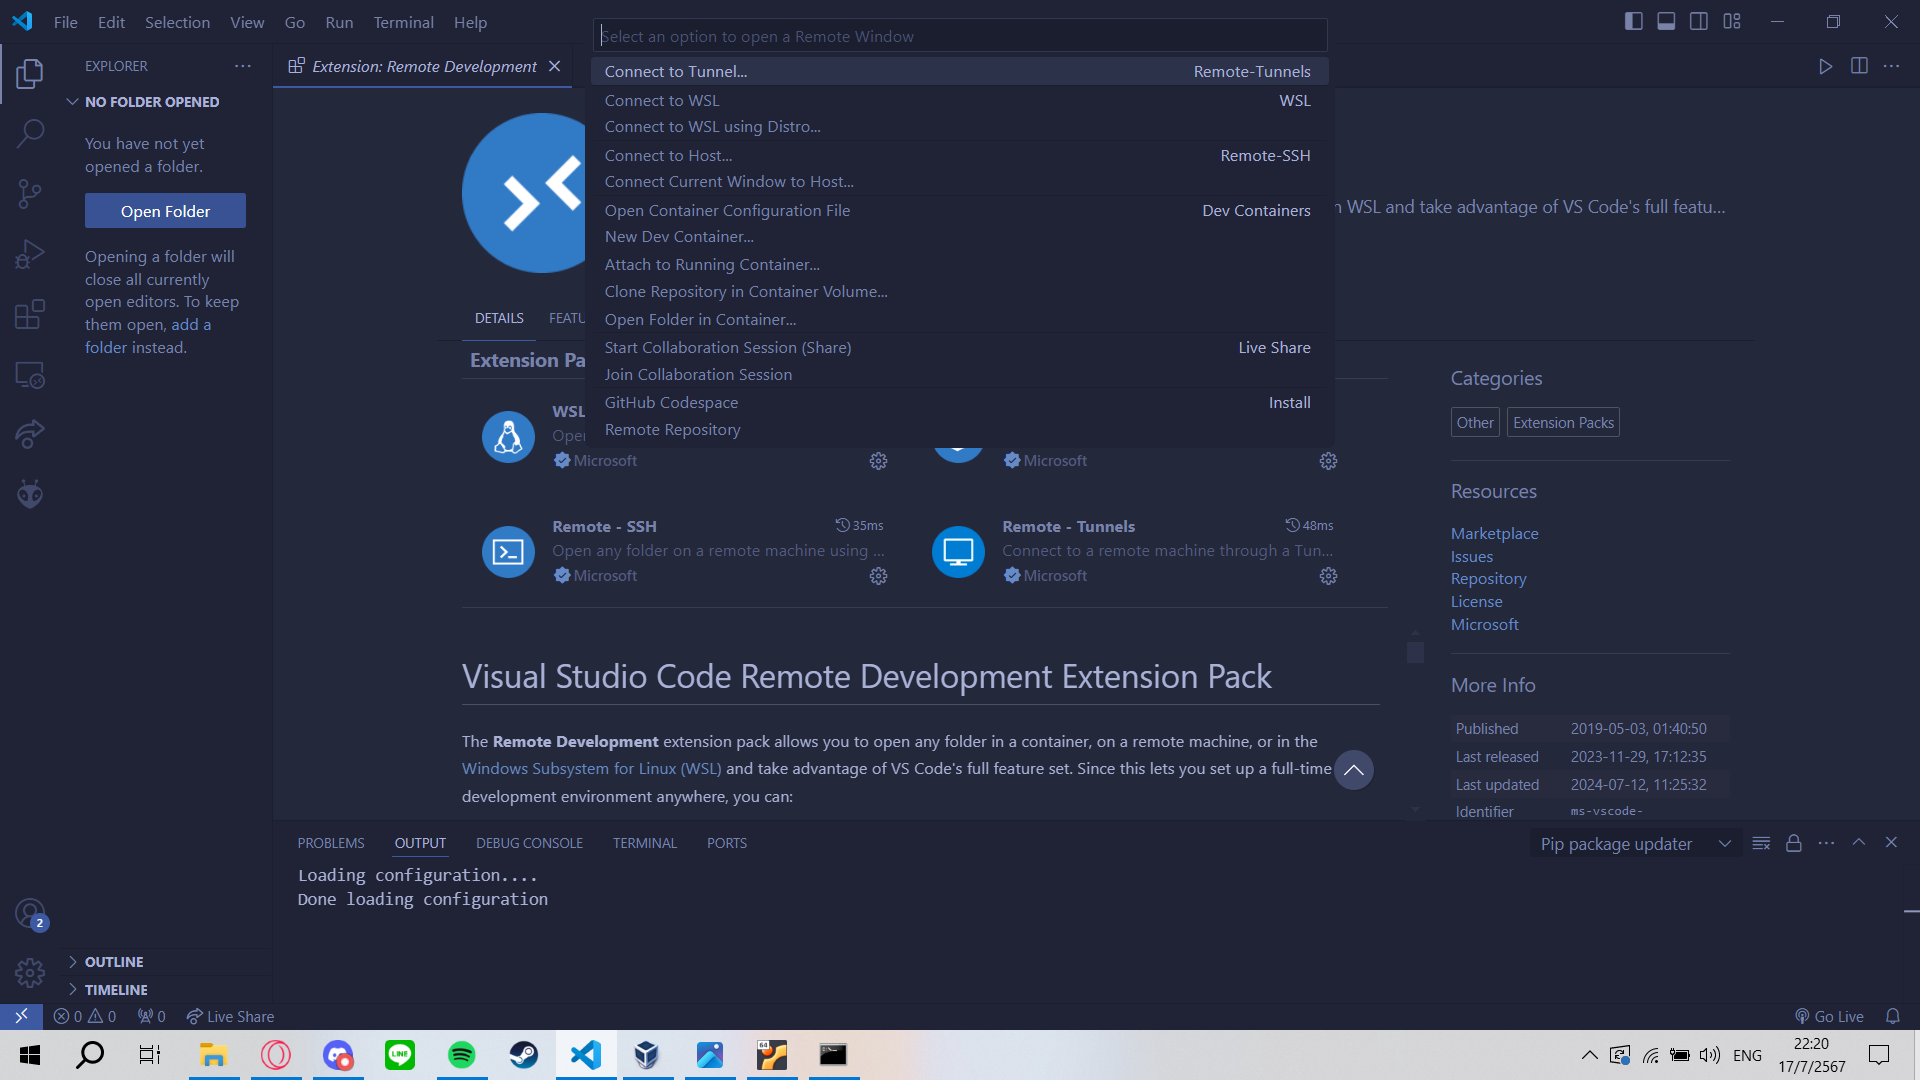 File Edit Selection View Go Run Terminal Help
Select an option to open a Remote Window
EXPLORER
Extension: Remote Development
NO FOLDER OPENED
You have not yet
opened a folder.
Open Folder
Opening a folder will
close all currently
open editors. To keep
them open, add a
folder instead.
Connect to Tunnel... Remote-Tunnels
Connect to WSL WSL
Connect to WSL using Distro...
Connect to Host... Remote-SSH
Connect Current Window to Host...
Open Container Configuration File Dev Containers
New Dev Container...
Attach to Running Container...
Clone Repository in Container Volume...
Open Folder in Container...
Start Collaboration Session (Share) Live Share
Join Collaboration Session
GitHub Codespace Install
Remote Repository
WSL and take advantage of VS Code's full featu...
DETAILS FEATU
Extension Pa
WSL
Open
Microsoft
Microsoft
Remote - SSH 35ms
Open any folder on a remote machine using ...
Microsoft
Remote - Tunnels 48ms
Connect to a remote machine through a Tun...
Microsoft
Visual Studio Code Remote Development Extension Pack
The Remote Development extension pack allows you to open any folder in a container, on a remote machine, or in the
Windows Subsystem for Linux (WSL) and take advantage of VS Code's full feature set. Since this lets you set up a full-time
development environment anywhere, you can:
Categories
Other Extension Packs
Resources
Marketplace
Issues
Repository
License
Microsoft
More Info
Published 2019-05-03, 01:40:50
Last released 2023-11-29, 17:12:35
Last updated 2024-07-12, 11:25:32
Identifier ms-vscode-
PROBLEMS OUTPUT DEBUG CONSOLE TERMINAL PORTS
Pip package updater
Loading configuration....
Done loading configuration
2
OUTLINE
TIMELINE
0 0 0 Live Share
Go Live
LINE
64
ENG
22:20
17/7/2567